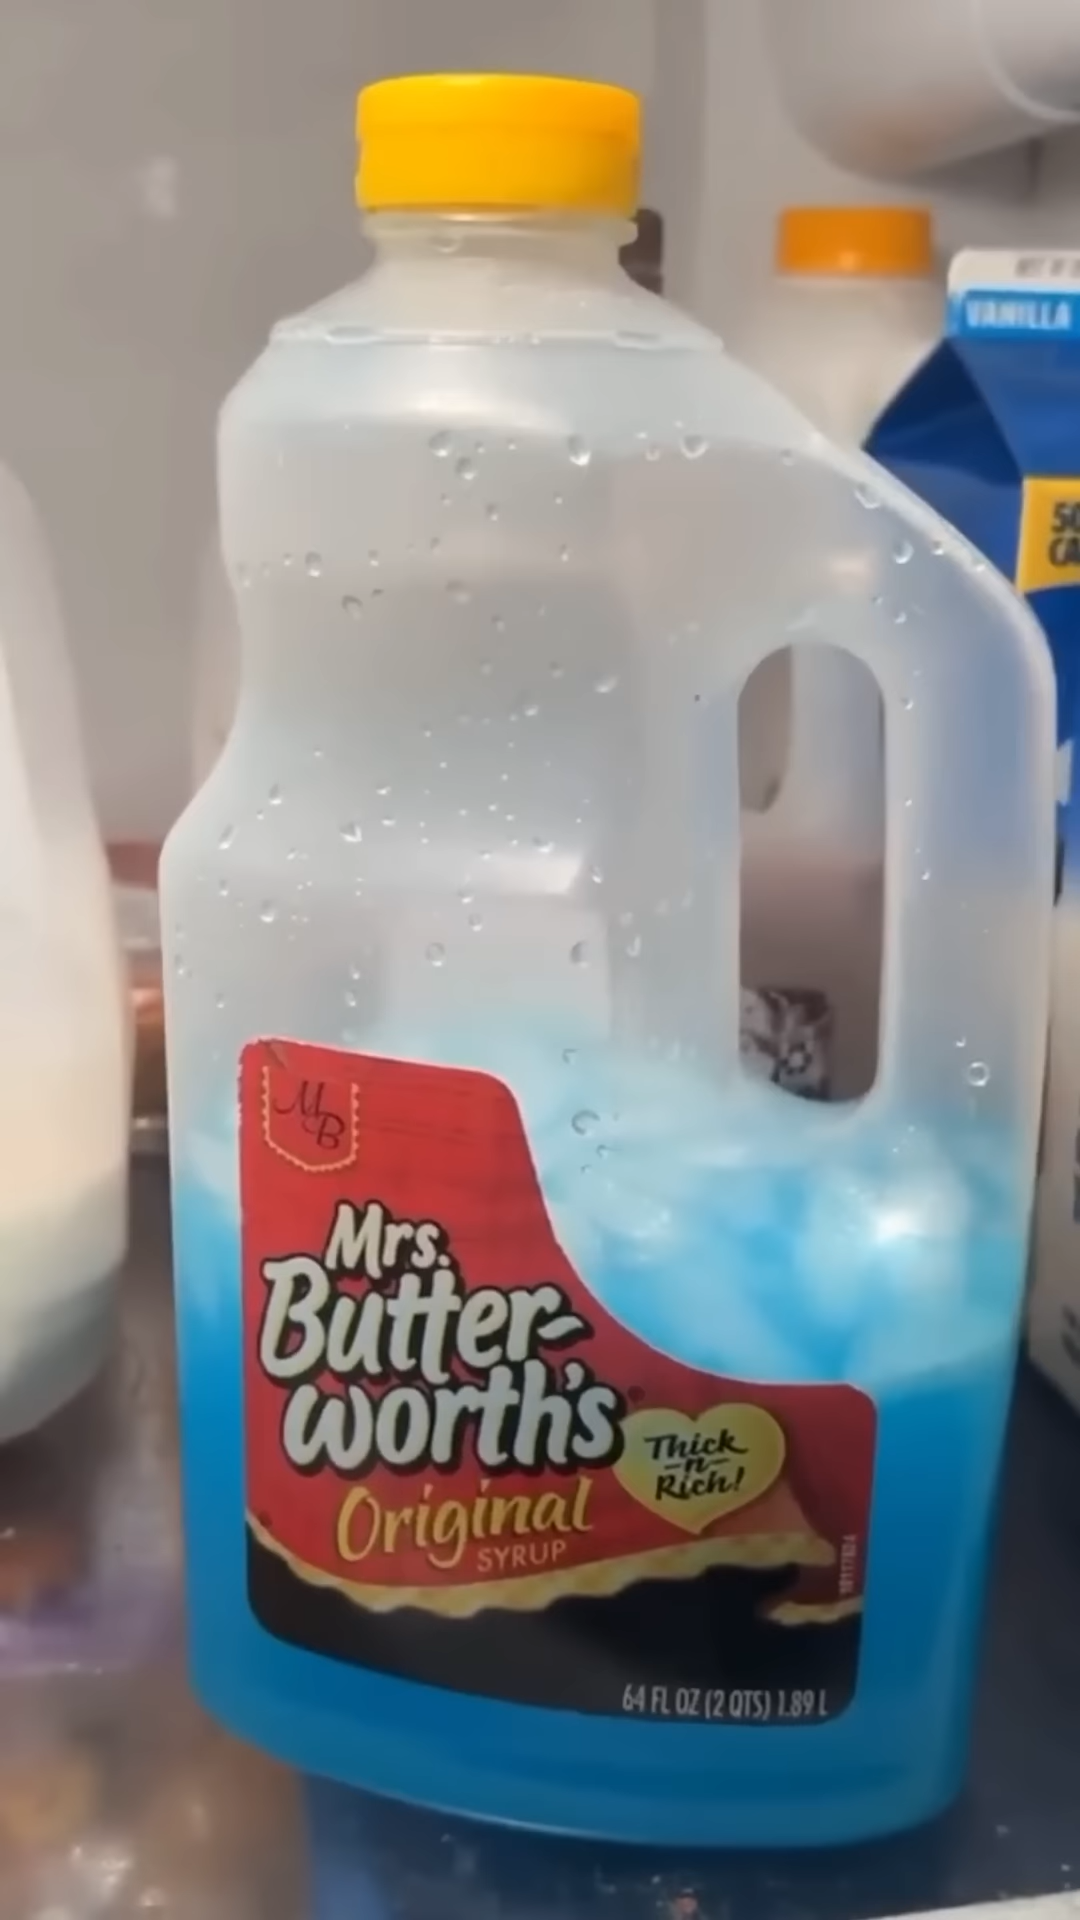 VANILLA
MB
Mrs.
Butter-
worth's
Thick
-n-
Rich!
Original
SYRUP
64 FL OZ (2 QTS) 1.89 L